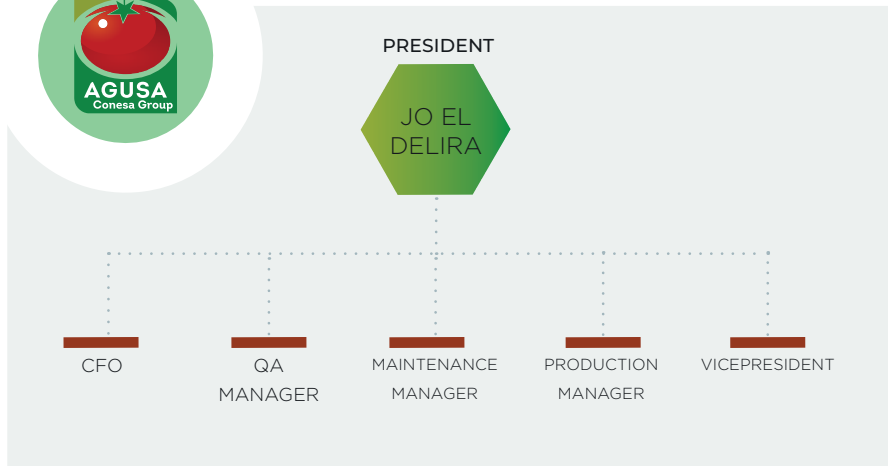 AGUSA
Conesa Group
PRESIDENT
JO EL
DELIRA
CFO
QA
MANAGER
MAINTENANCE
MANAGER
PRODUCTION
MANAGER
VICEPRESIDENT